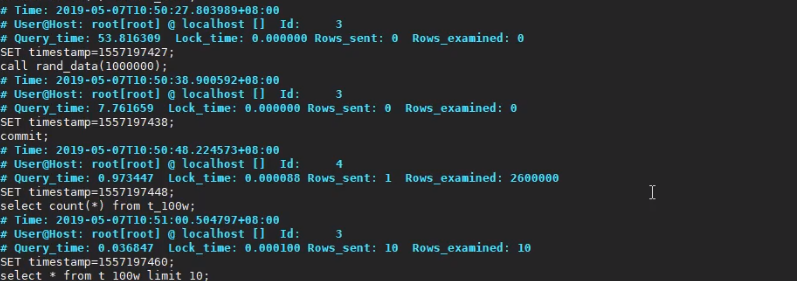 # Time: 2019-05-07T10:50:27.803989+08:00
# User@Host: root[root] @ localhost [] Id: 3
# Query_time: 53.816309 Lock_time: 0.000000 Rows_sent: 0 Rows_examined: 0
SET timestamp=1557197427;
call rand_data(1000000);
# Time: 2019-05-07T10:50:38.900592+08:00
# User@Host: root[root] @ localhost [] Id: 3
# Query_time: 7.761659 Lock_time: 0.000000 Rows_sent: 0 Rows_examined: 0
SET timestamp=1557197438;
commit;
# Time: 2019-05-07T10:50:48.224573+08:00
# User@Host: root[root] @ localhost [] Id: 4
# Query_time: 0.973447 Lock_time: 0.000088 Rows_sent: 1 Rows_examined: 2600000
SET timestamp=1557197448;
select count(*) from t_100w;
# Time: 2019-05-07T10:51:00.504797+08:00
# User@Host: root[root] @ localhost [] Id: 3
# Query_time: 0.036847 Lock_time: 0.000100 Rows_sent: 10 Rows_examined: 10
SET timestamp=1557197460;
select * from t_100w limit 10;